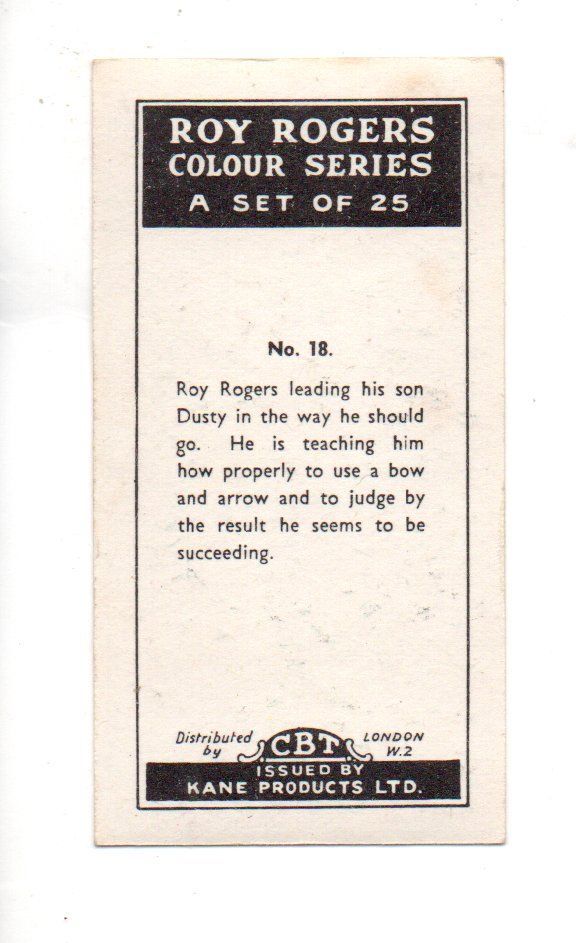 ROY ROGERS
COLOUR SERIES
A SET OF 25
No. 18.
Roy Rogers leading his son
Dusty in the way he should
go. He is teaching him
how properly to use a bow
and arrow and to judge by
the result he seems to be
succeeding.
Distributed by CBT LONDON W.2
ISSUED BY
KANE PRODUCTS LTD.